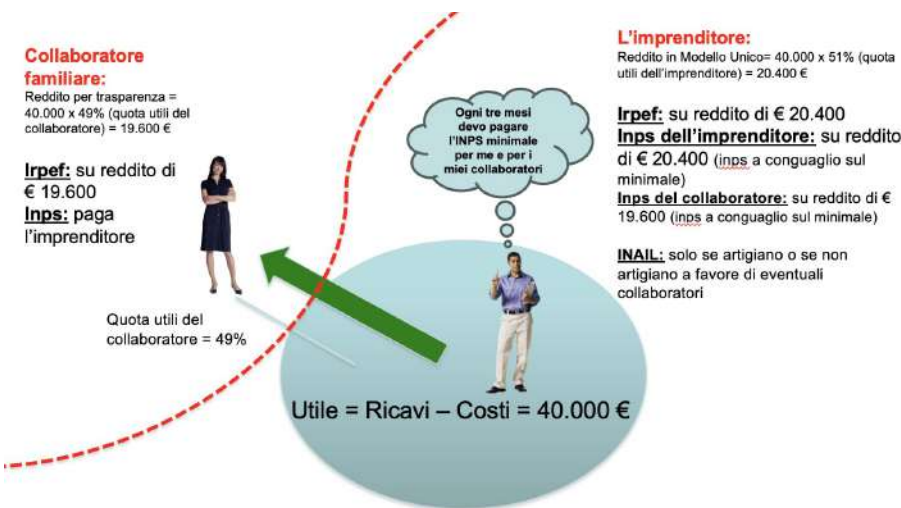 Collaboratore
familiare:
Reddito per trasparenza =
40.000 x 49% (quota utili del
collaboratore) = 19.600 €
Irpef: su reddito di
€ 19.600
Inps: paga
l'imprenditore
Quota utili del
collaboratore = 49%
Ogni tre mesi
devo pagare
l'INPS minimale
per me e per i
miei collaboratori
Utile = Ricavi – Costi = 40.000 €
L'imprenditore:
Reddito in Modello Unico= 40.000 x 51% (quota
utili dell'imprenditore) = 20.400 €
Irpef: su reddito di € 20.400
Inps dell'imprenditore: su reddito
di € 20.400 (inps a conguaglio sul
minimale)
Inps del collaboratore: su reddito di €
19.600 (inps a conguaglio sul minimale)
INAIL: solo se artigiano o se non
artigiano a favore di eventuali
collaboratori